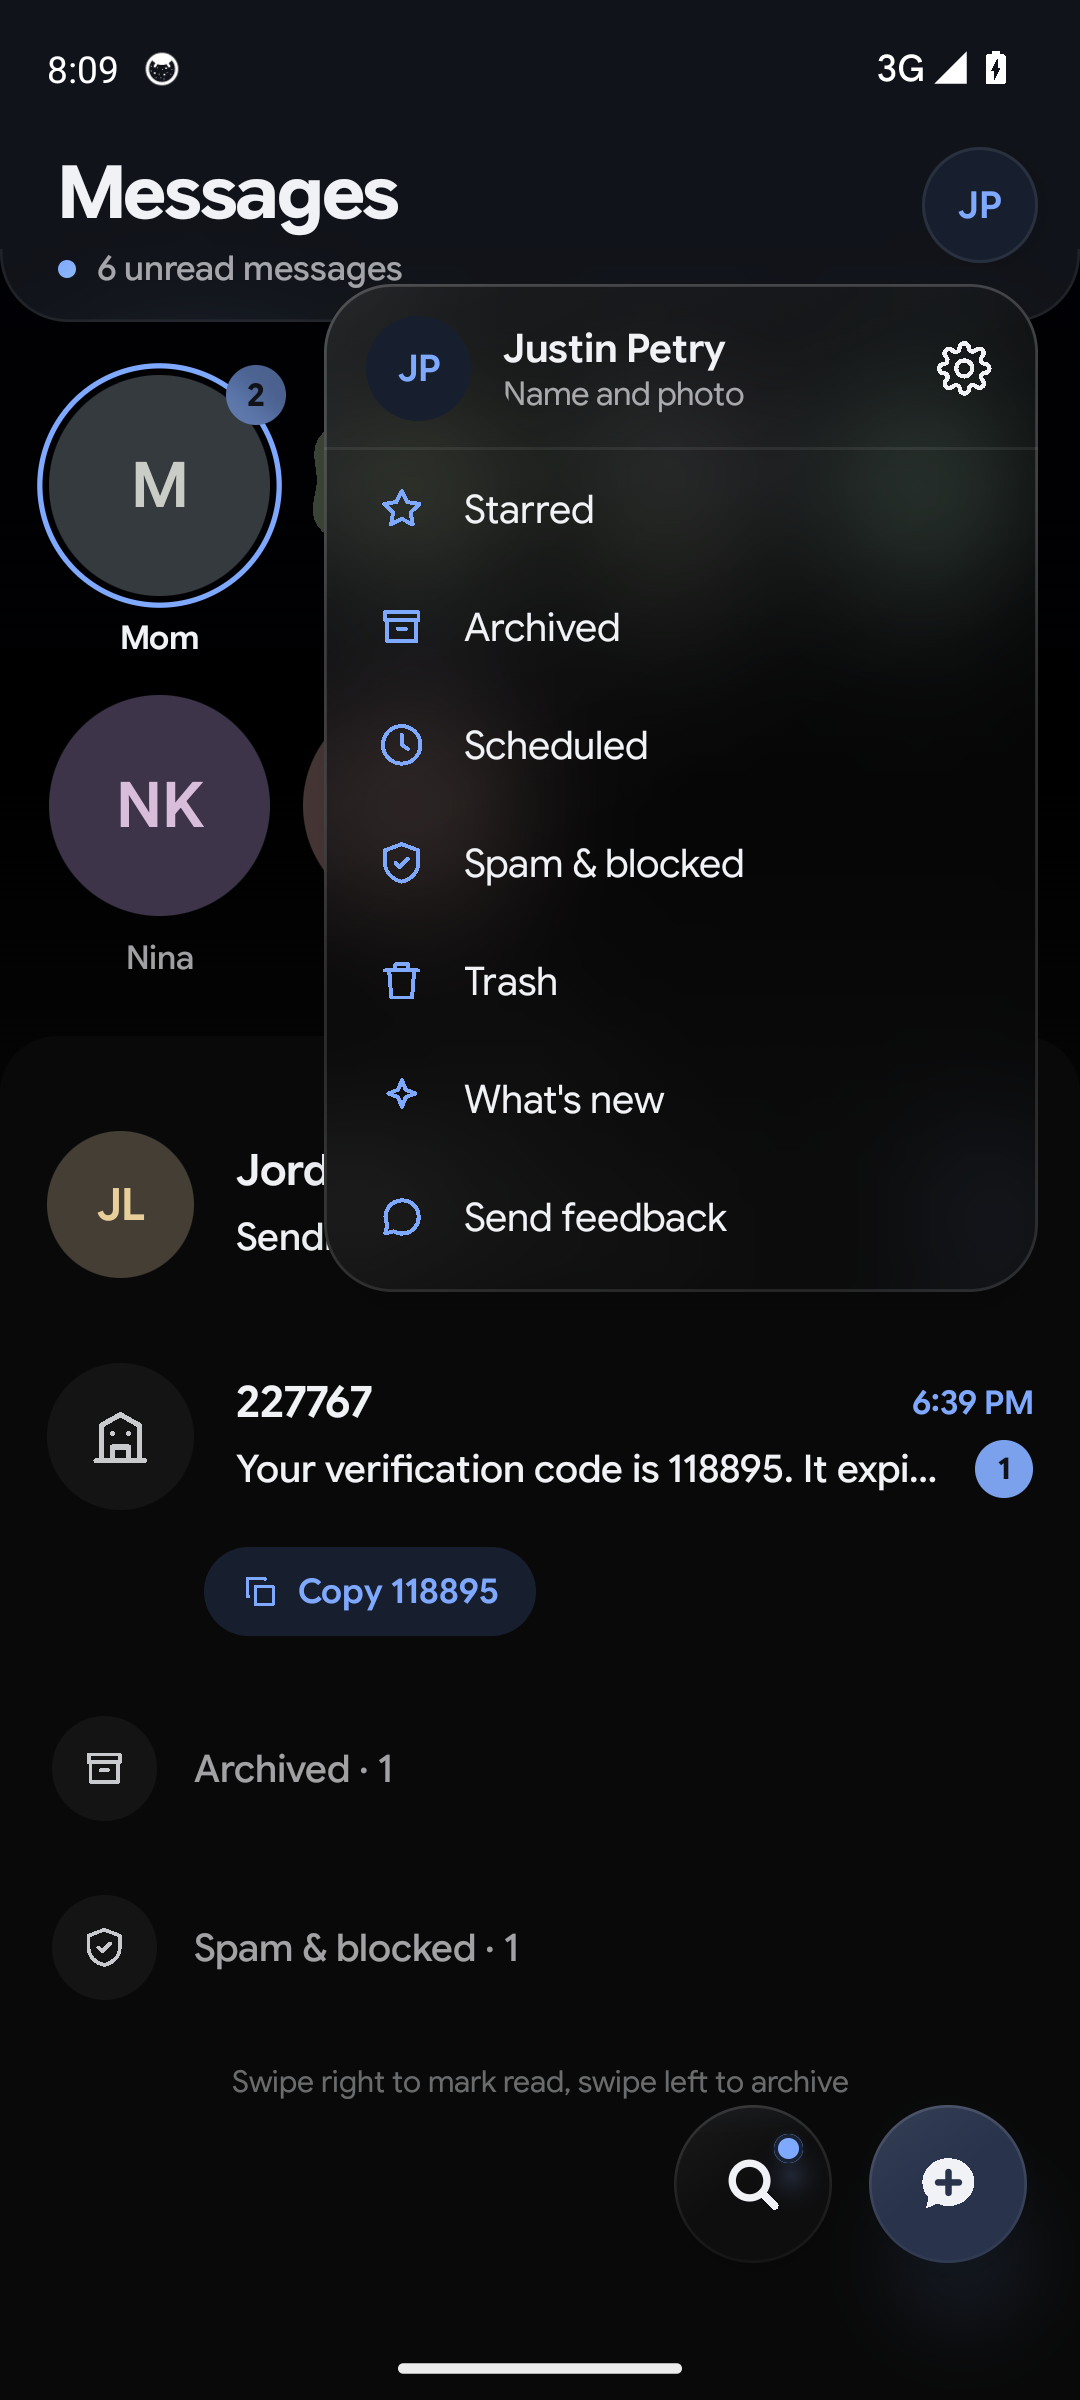 8:09
3G
Messages
JP
6 unread messages
JP
Justin Petry
Name and photo
2
M
Mom
Starred
Archived
Scheduled
NK
Nina
Spam & blocked
Trash
What's new
Send feedback
JL
227767
6:39 PM
Your verification code is 118895. It expi...
1
Copy 118895
Archived · 1
Spam & blocked · 1
Swipe right to mark read, swipe left to archive